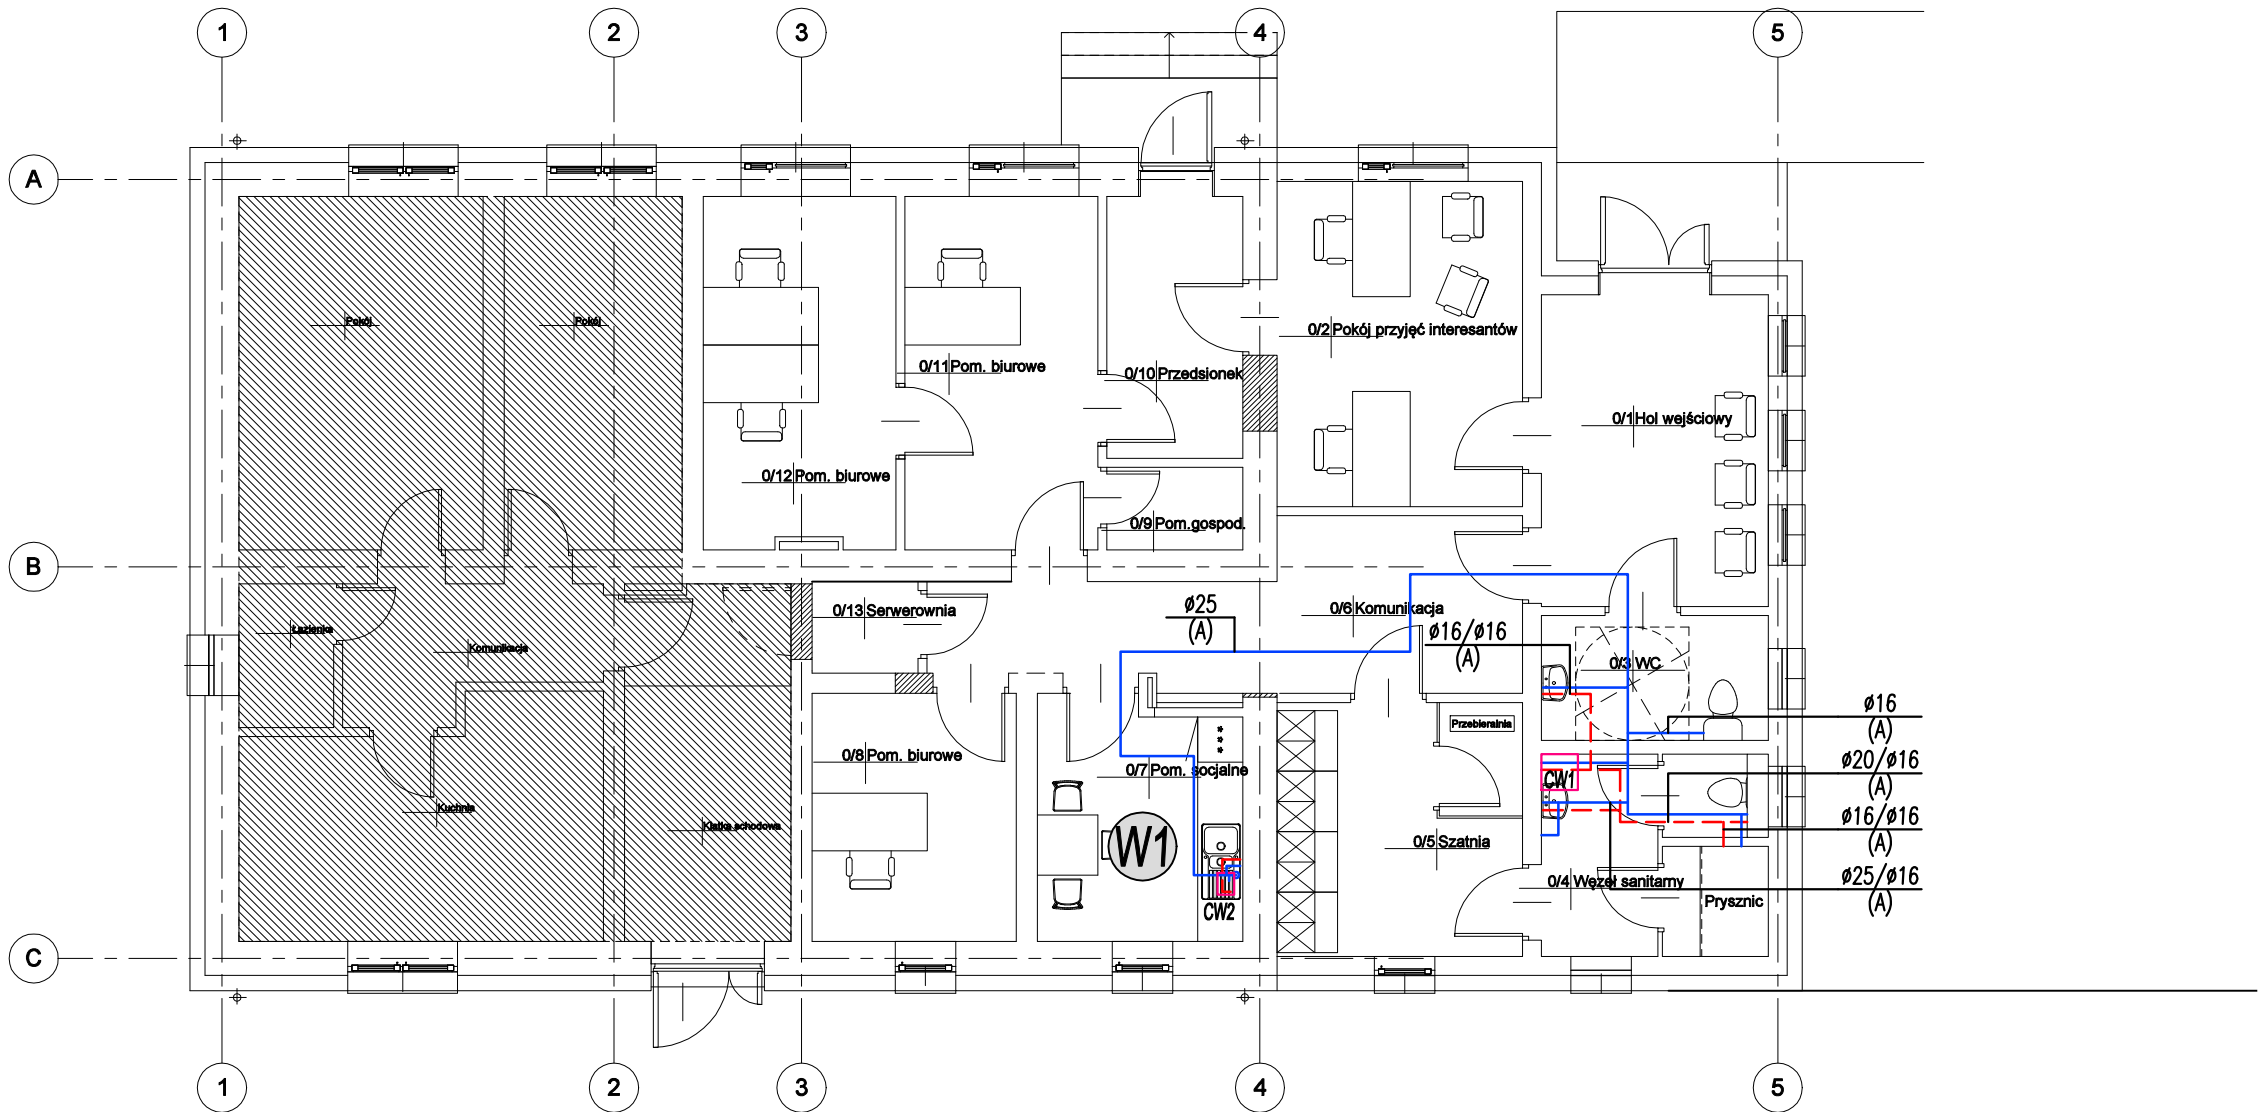 1
2
3
4
5
A
Pokój
Pokój
0/2 Pokój przyjęć interesantów
0/11 Pom. biurowe
0/10 Przedsionek
0/1 Hol wejściowy
0/12 Pom. biurowe
0/9 Pom.gospod.
B
ø25
(A)
0/13 Serwerownia
0/6 Komunikacja
Łazienka
Komunikacja
ø16/ø16
(A)
0/3 WC
ø16
(A)
Przebieralnia
***
0/8 Pom. biurowe
0/7 Pom. socjalne
CW1
ø20/ø16
(A)
Kuchnia
Klatka schodowa
ø16/ø16
(A)
W1
0/5 Szatnia
0/4 Węzeł sanitarny
ø25/ø16
(A)
Prysznic
CW2
C
1
2
3
4
5